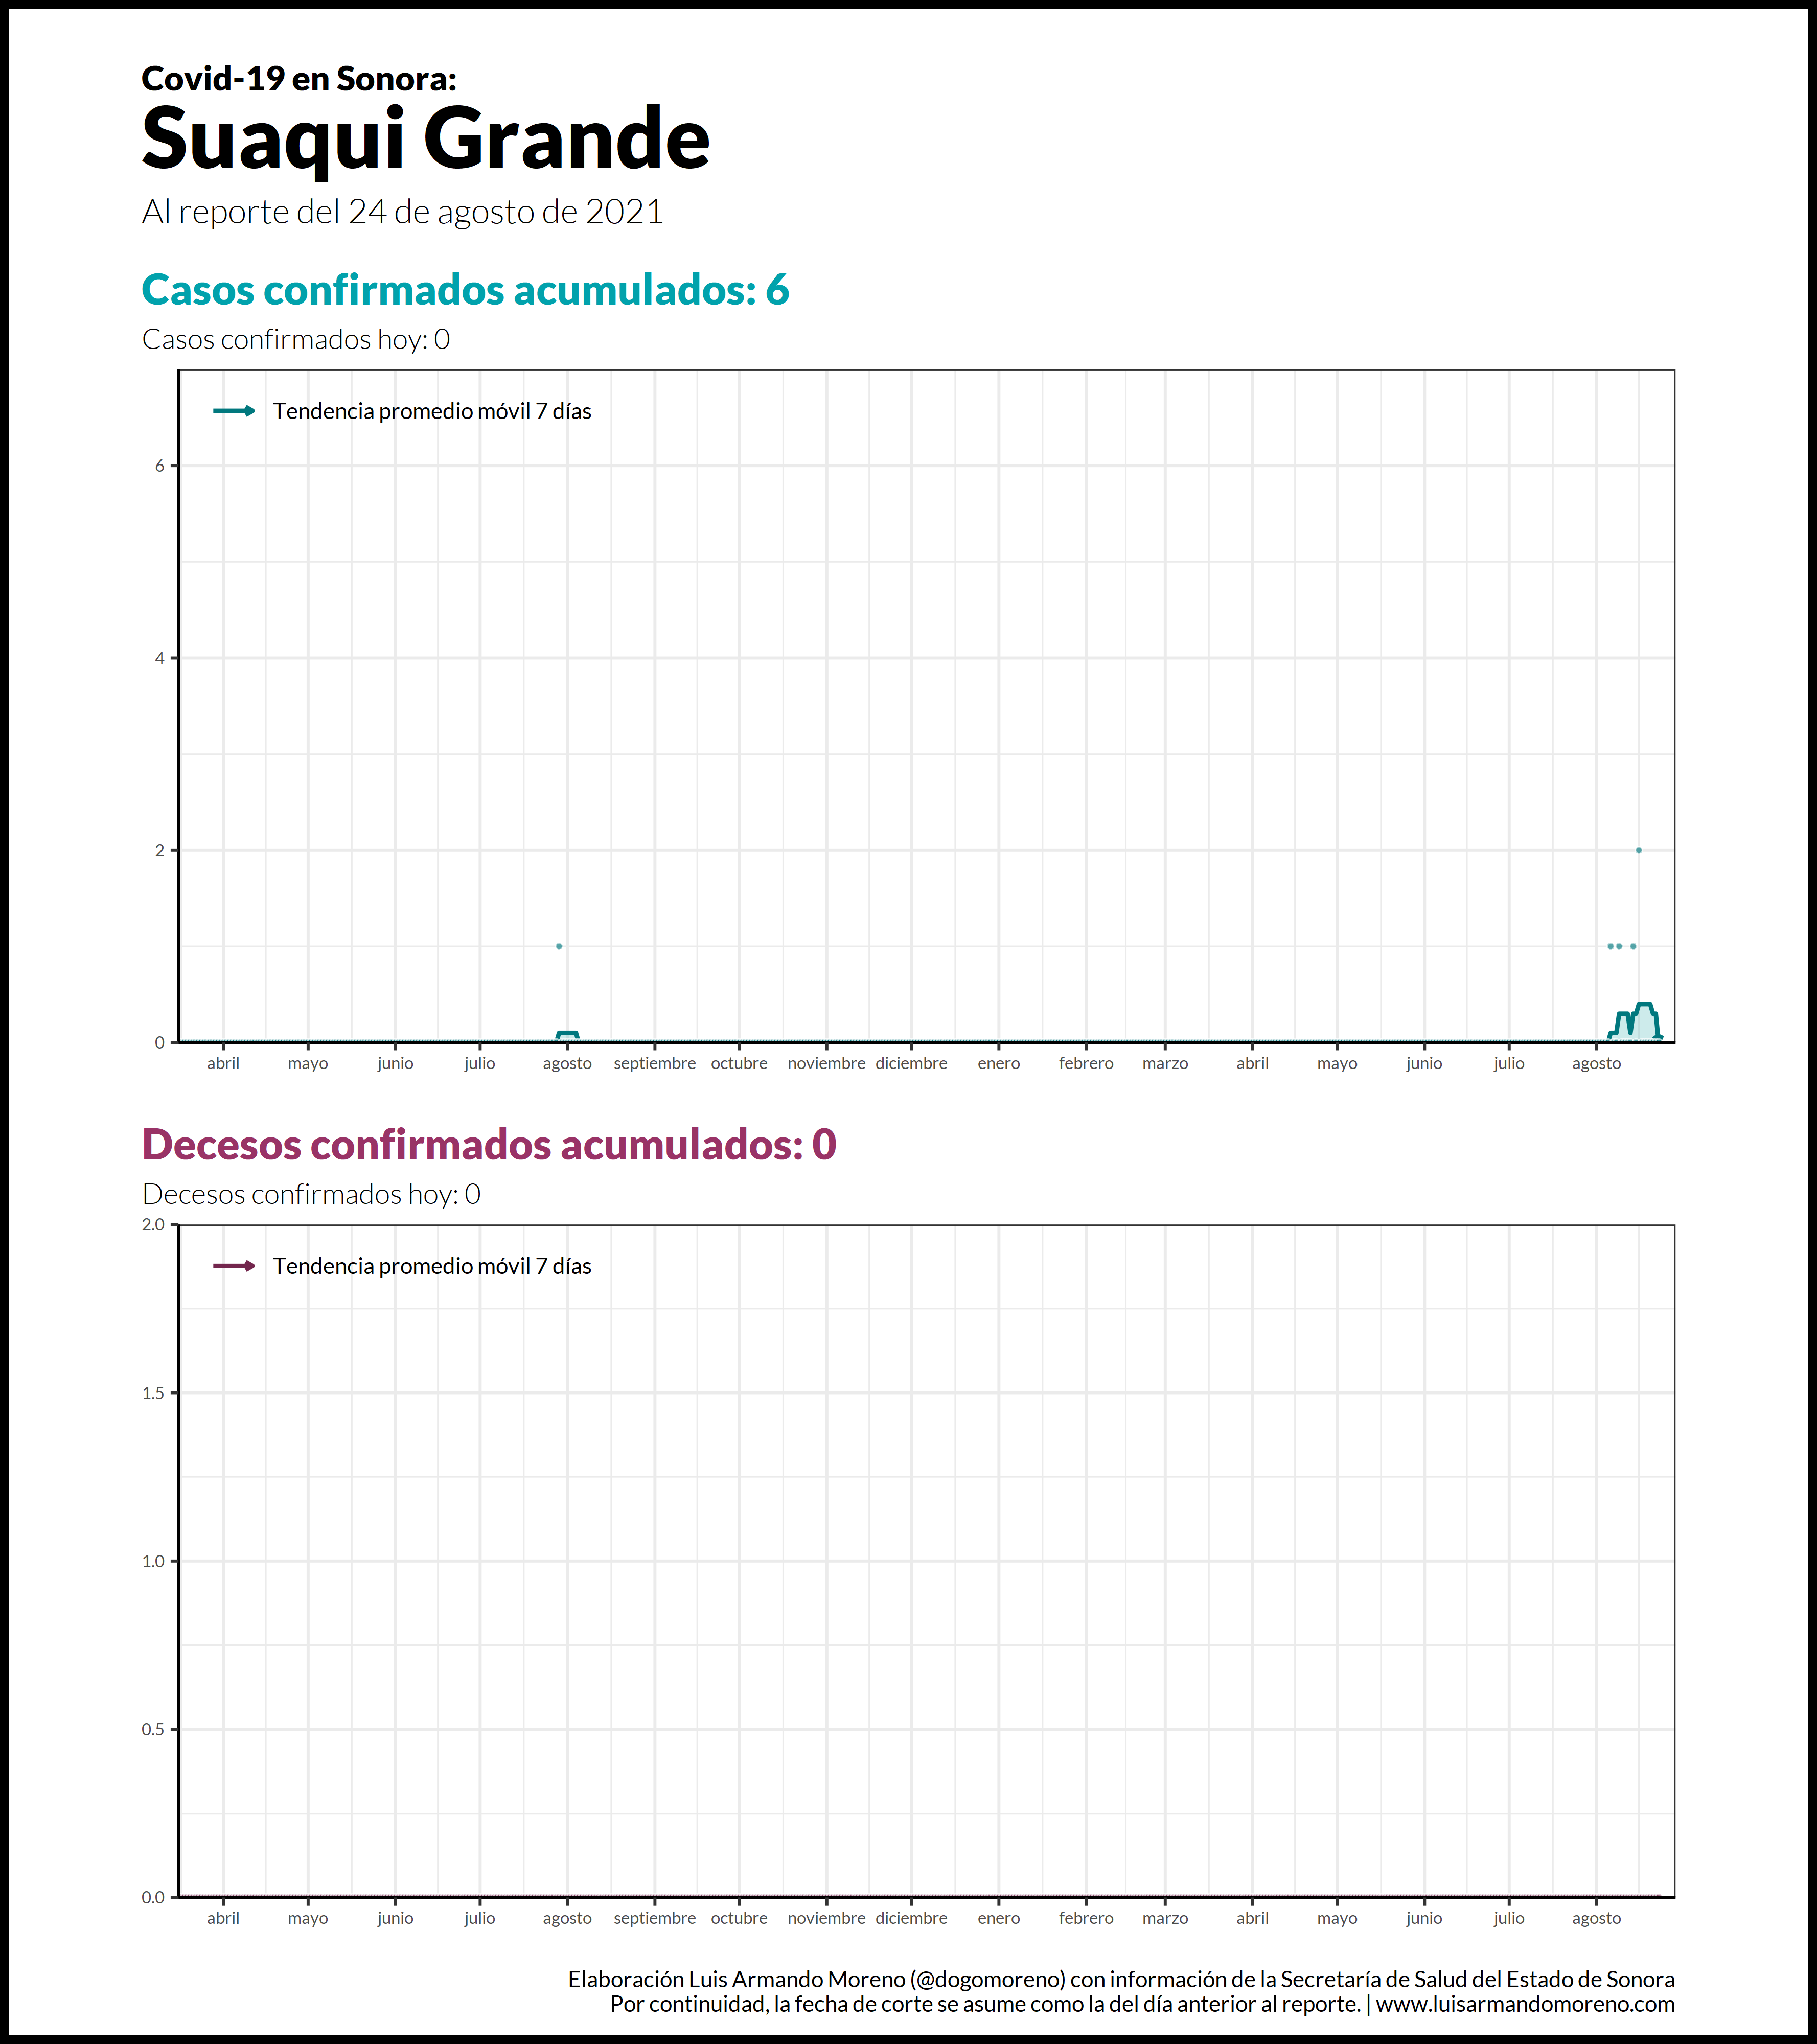 Covid-19 en Sonora:
Suaqui Grande
Al reporte del 24 de agosto de 2021
Casos confirmados acumulados: 6
Casos confirmados hoy: 0
Tendencia promedio móvil 7 días
6
4
2
0
abril mayo junio julio agosto septiembre octubre noviembre diciembre enero febrero marzo abril mayo junio julio agosto
Decesos confirmados acumulados: 0
Decesos confirmados hoy: 0
2.0
Tendencia promedio móvil 7 días
1.5
1.0
0.5
0.0
abril mayo junio julio agosto septiembre octubre noviembre diciembre enero febrero marzo abril mayo junio julio agosto
Elaboración Luis Armando Moreno (@dogomoreno) con información de la Secretaría de Salud del Estado de Sonora
Por continuidad, la fecha de corte se asume como la del día anterior al reporte. | www.luisarmandomoreno.com